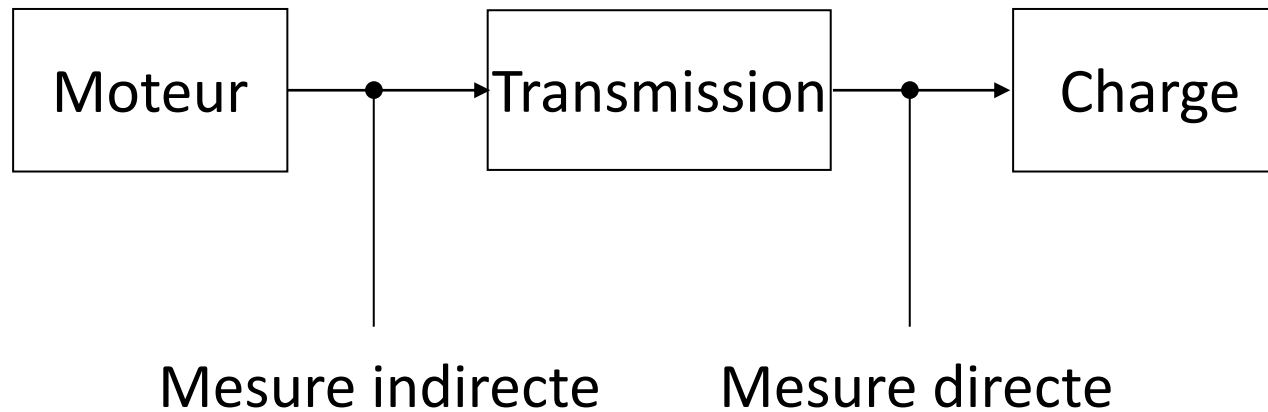 Moteur
Transmission
Charge
Mesure indirecte
Mesure directe